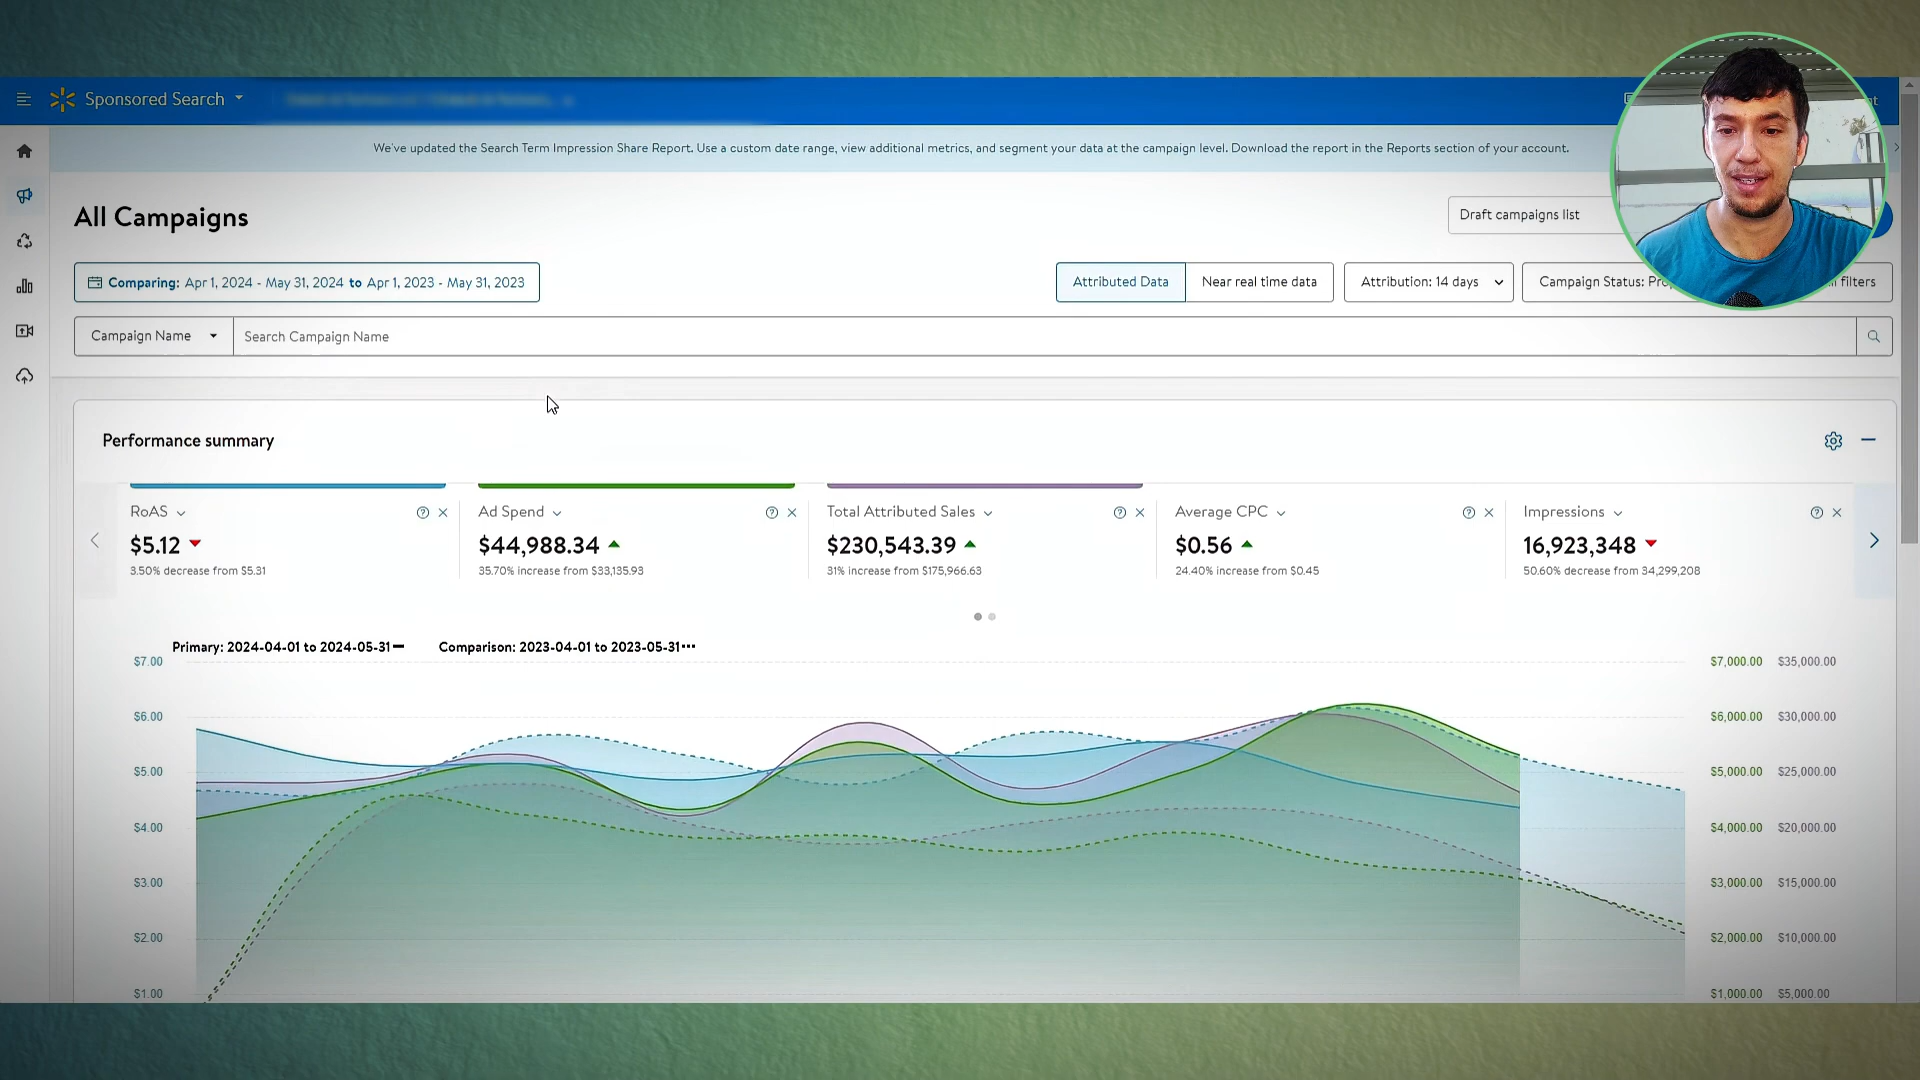 Sponsored Search
We've updated the Search Term Impression Share Report. Use a custom date range, view additional metrics, and segment your data at the campaign level. Download the report in the Reports section of your account.
All Campaigns
Draft campaigns list
Comparing: Apr 1, 2024 - May 31, 2024 to Apr 1, 2023 - May 31, 2023
Attributed Data
Near real time data
Attribution: 14 days
Campaign Status:
filters
Campaign Name
Search Campaign Name
Performance summary
RoAS
Ad Spend
Total Attributed Sales
Average CPC
Impressions
$5.12
$44,988.34
$230,543.39
$0.56
16,923,348
3.50% decrease from $5.31
35.70% increase from $33,135.93
31% increase from $175,966.63
24.40% increase from $0.45
50.60% decrease from 34,299,208
Primary: 2024-04-01 to 2024-05-31
Comparison: 2023-04-01 to 2023-05-31
$7.00 $7,000.00 $35,000.00
$6.00 $6,000.00 $30,000.00
$5.00 $5,000.00 $25,000.00
$4.00 $4,000.00 $20,000.00
$3.00 $3,000.00 $15,000.00
$2.00 $2,000.00 $10,000.00
$1.00 $1,000.00 $5,000.00